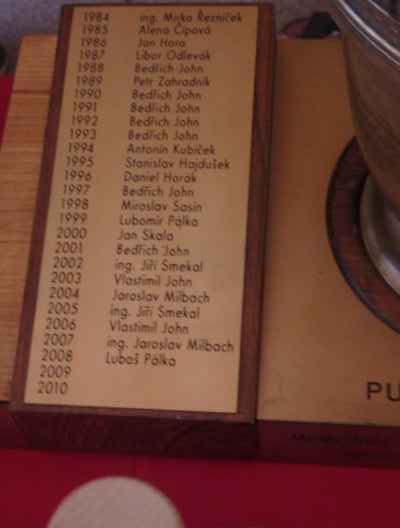 1984 ing. Mirko Řezníček
1985 Alena Čípová
1986 Jan Hora
1987 Libor Odlevák
1988 Bedřich John
1989 Petr Zahradník
1990 Bedřich John
1991 Bedřich John
1992 Bedřich John
1993 Bedřich John
1994 Antonín Kubíček
1995 Stanislav Hajdušek
1996 Daniel Horák
1997 Bedřich John
1998 Miroslav Sasín
1999 Lubomír Pálka
2000 Jan Skala
2001 Bedřich John
2002 ing. Jiří Smekal
2003 Vlastimil John
2004 Jaroslav Milbach
2005 ing. Jiří Smekal
2006 Vlastimil John
2007 ing. Jaroslav Milbach
2008 Luboš Pálka
2009
2010
PU